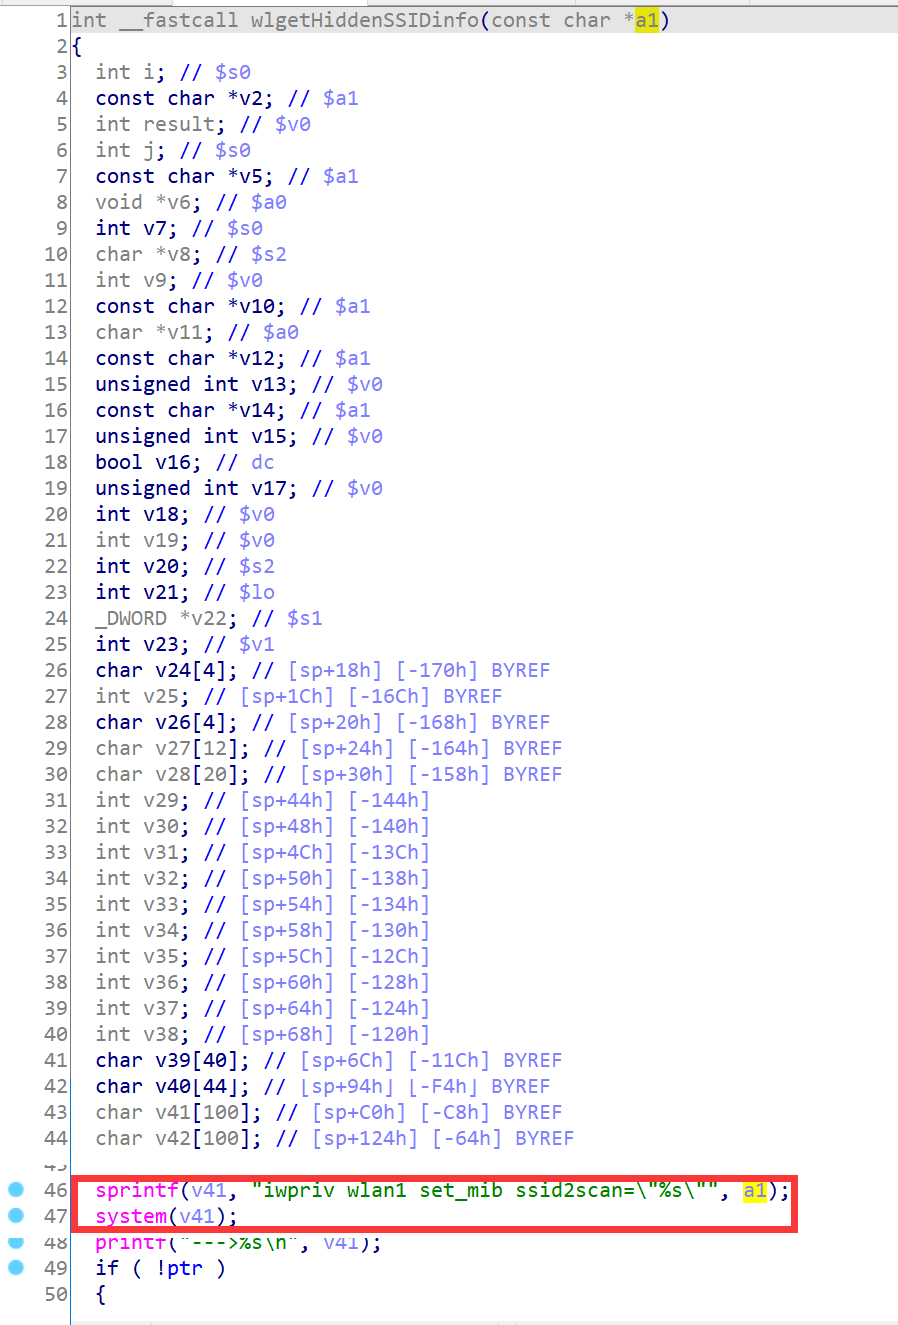 1 int __fastcall wlgetHiddenSSIDinfo(const char *a1)
2 {
3 int i; // $s0
4 const char *v2; // $a1
5 int result; // $v0
6 int j; // $s0
7 const char *v5; // $a1
8 void *v6; // $a0
9 int v7; // $s0
10 char *v8; // $s2
11 int v9; // $v0
12 const char *v10; // $a1
13 char *v11; // $a0
14 const char *v12; // $a1
15 unsigned int v13; // $v0
16 const char *v14; // $a1
17 unsigned int v15; // $v0
18 bool v16; // dc
19 unsigned int v17; // $v0
20 int v18; // $v0
21 int v19; // $v0
22 int v20; // $s2
23 int v21; // $lo
24 _DWORD *v22; // $s1
25 int v23; // $v1
26 char v24[4]; // [sp+18h] [-170h] BYREF
27 int v25; // [sp+1Ch] [-16Ch] BYREF
28 char v26[4]; // [sp+20h] [-168h] BYREF
29 char v27[12]; // [sp+24h] [-164h] BYREF
30 char v28[20]; // [sp+30h] [-158h] BYREF
31 int v29; // [sp+44h] [-144h]
32 int v30; // [sp+48h] [-140h]
33 int v31; // [sp+4Ch] [-13Ch]
34 int v32; // [sp+50h] [-138h]
35 int v33; // [sp+54h] [-134h]
36 int v34; // [sp+58h] [-130h]
37 int v35; // [sp+5Ch] [-12Ch]
38 int v36; // [sp+60h] [-128h]
39 int v37; // [sp+64h] [-124h]
40 int v38; // [sp+68h] [-120h]
41 char v39[40]; // [sp+6Ch] [-11Ch] BYREF
42 char v40[44]; // [sp+94h] [-F4h] BYREF
43 char v41[100]; // [sp+C0h] [-C8h] BYREF
44 char v42[100]; // [sp+124h] [-64h] BYREF
45
46 sprintf(v41, "iwpriv wlan1 set_mib ssid2scan=\"%s\"", a1);
47 system(v41);
48 printf("--->%s\n", v41);
49 if ( !ptr )
50 {